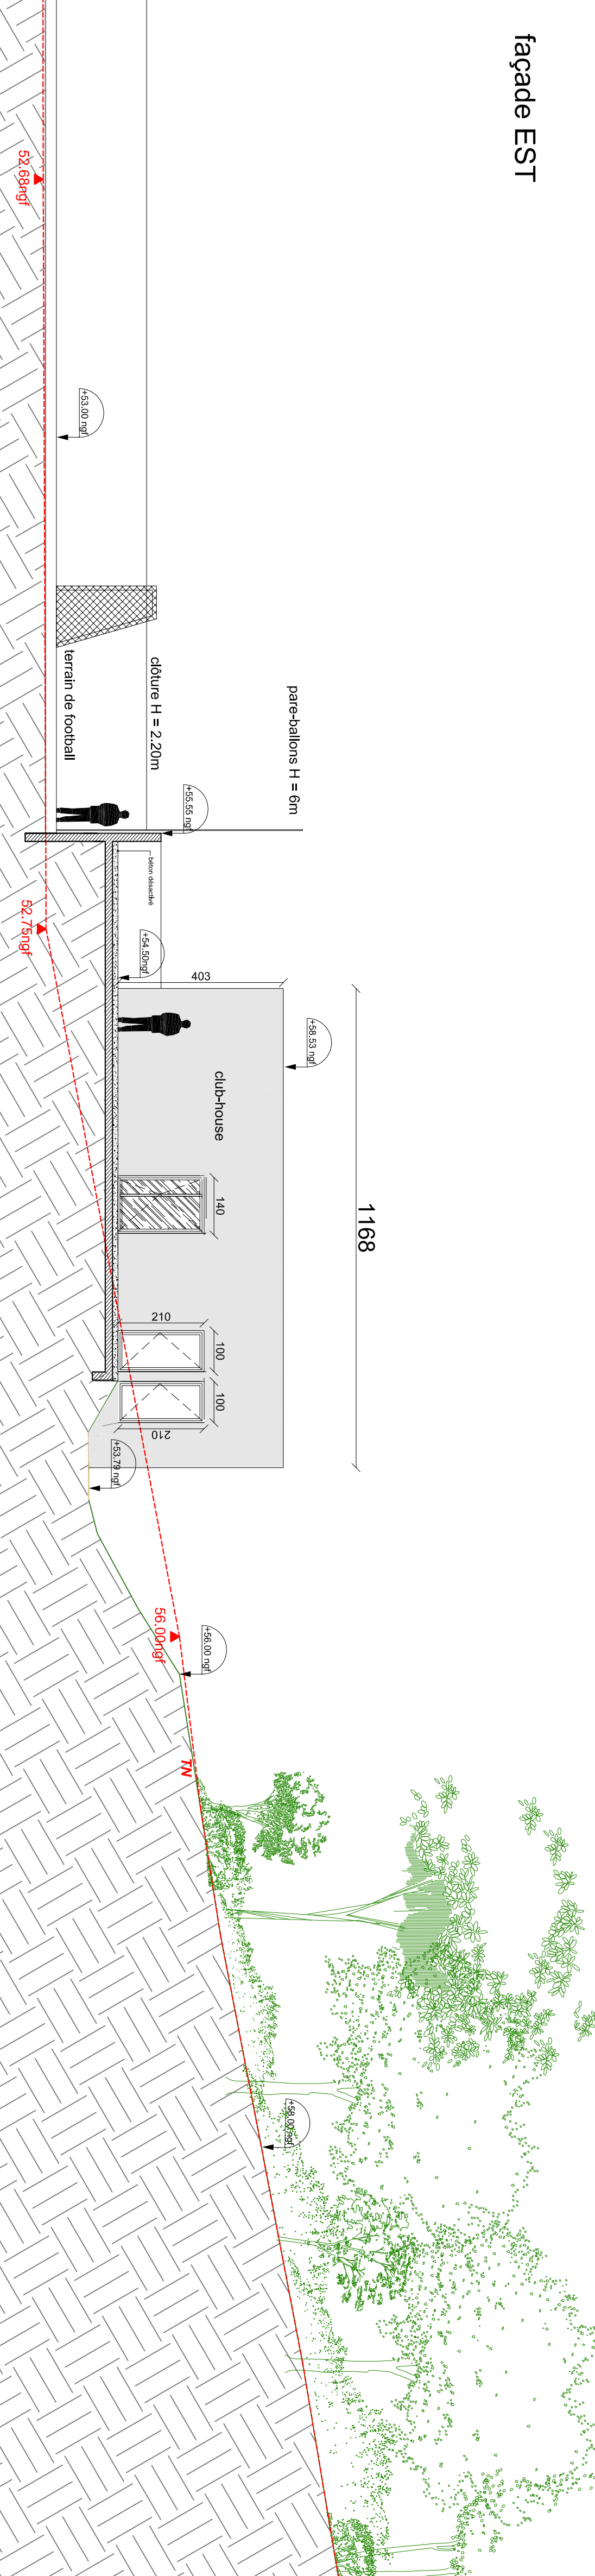 façade EST
52.68ngf
+53.00 ngf
terrain de football
clôture H = 2.20m
pare-ballons H = 6m
+55.55 ngf
béton désactivé
52.75ngf
+54.50ngf
403
+58.53 ngf
club-house
1168
140
210
100
100
210
+53.79 ngf
56.00ngf
+56.00 ngf
TN
+58.00 ngf